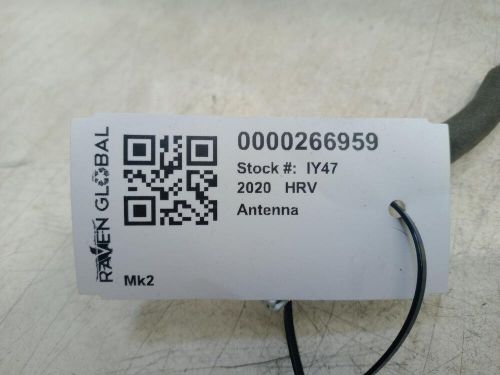 RAVEN GLOBAL
0000266959
Stock #: IY47
2020 HRV
Antenna
Mk2